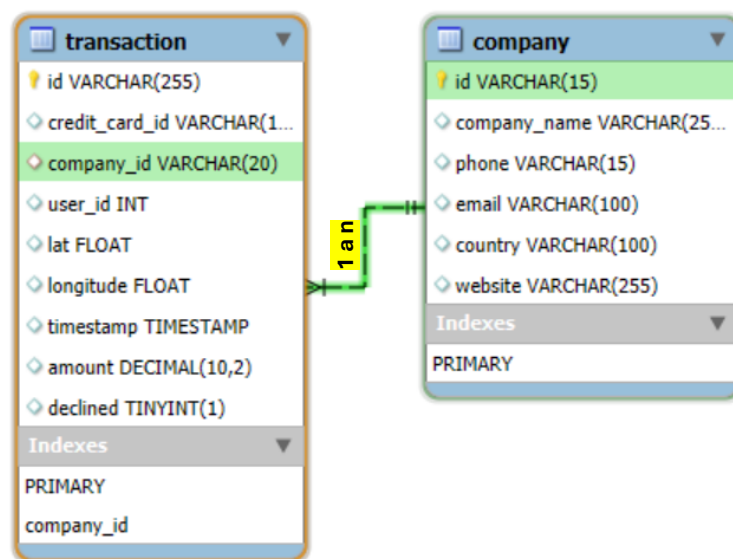 transaction
id VARCHAR(255)
credit_card_id VARCHAR(1...
company_id VARCHAR(20)
user_id INT
lat FLOAT
longitude FLOAT
timestamp TIMESTAMP
amount DECIMAL(10,2)
declined TINYINT(1)
Indexes
PRIMARY
company_id
1 a n
company
id VARCHAR(15)
company_name VARCHAR(25...
phone VARCHAR(15)
email VARCHAR(100)
country VARCHAR(100)
website VARCHAR(255)
Indexes
PRIMARY